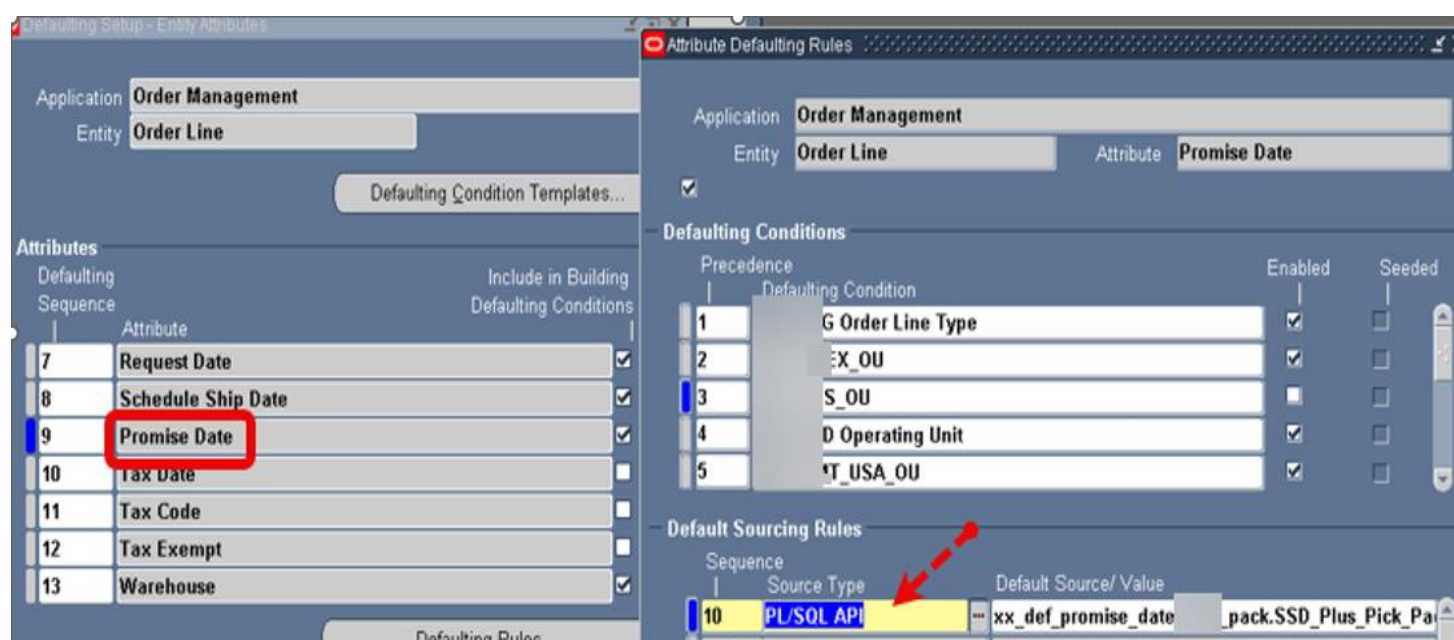 Defaulting Setup - Entity Attributes
Application Order Management
Entity Order Line
Defaulting Condition Templates...
Attributes
Defaulting Sequence
Attribute
Include in Building Defaulting Conditions
7 Request Date
8 Schedule Ship Date
9 Promise Date
10 Tax Date
11 Tax Code
12 Tax Exempt
13 Warehouse
Defaulting Rules
Attribute Defaulting Rules
Application Order Management
Entity Order Line Attribute Promise Date
Defaulting Conditions
Precedence
Defaulting Condition
Enabled Seeded
1 G Order Line Type
2 EX_OU
3 S_OU
4 D Operating Unit
5 MT_USA_OU
Default Sourcing Rules
Sequence
Source Type Default Source/ Value
10 PL/SQL API xx_def_promise_date _pack.SSD_Plus_Pick_Pa